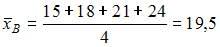 x̄_B = (15 + 18 + 21 + 24) / 4 = 19,5